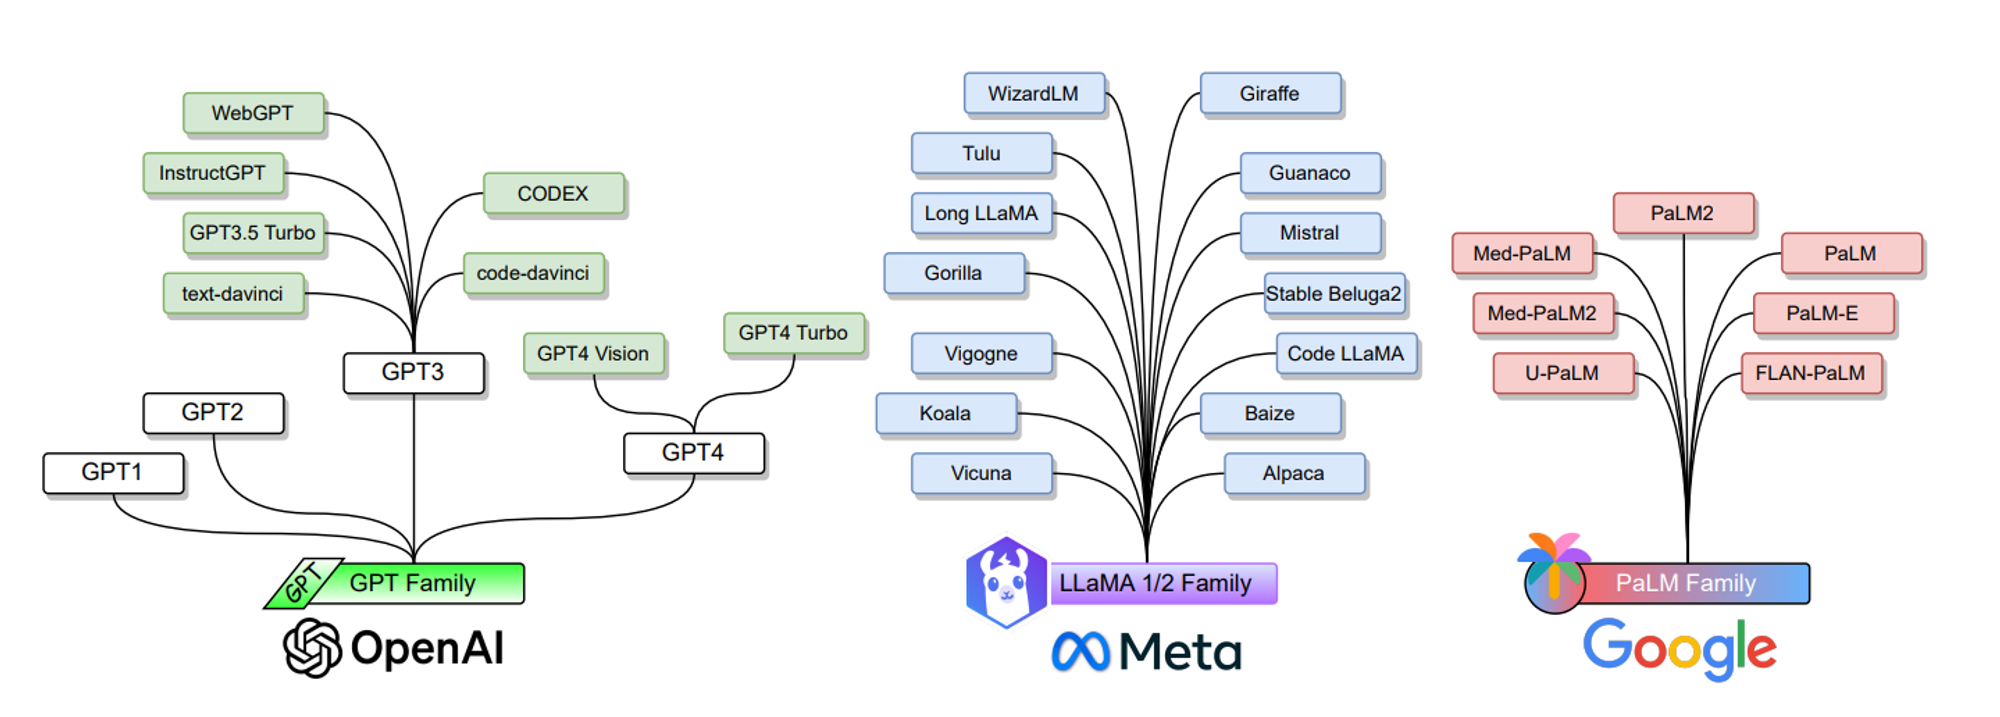 WebGPT
InstructGPT
GPT3.5 Turbo
text-davinci
CODEX
code-davinci
GPT3
GPT4 Vision
GPT4 Turbo
GPT2
GPT1
GPT4
GPT
GPT Family
OpenAI
WizardLM
Tulu
Long LLaMA
Gorilla
Vigogne
Koala
Vicuna
Giraffe
Guanaco
Mistral
Stable Beluga2
Code LLaMA
Baize
Alpaca
LLaMA 1/2 Family
Meta
PaLM2
Med-PaLM
Med-PaLM2
U-PaLM
PaLM
PaLM-E
FLAN-PaLM
PaLM Family
Google